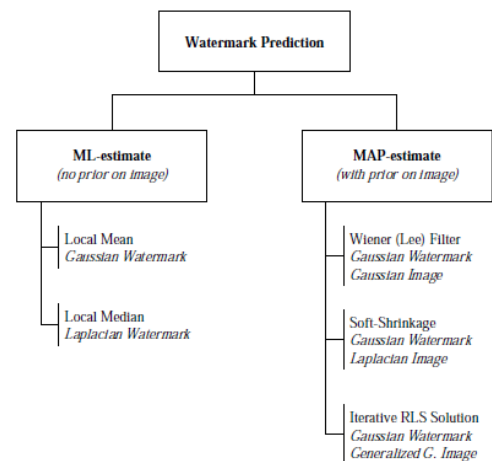 Watermark Prediction
ML-estimate
(no prior on image)
Local Mean
Gaussian Watermark
Local Median
Laplacian Watermark
MAP-estimate
(with prior on image)
Wiener (Lee) Filter
Gaussian Watermark
Gaussian Image
Soft-Shrinkage
Gaussian Watermark
Laplacian Image
Iterative RLS Solution
Gaussian Watermark
Generalized G. Image